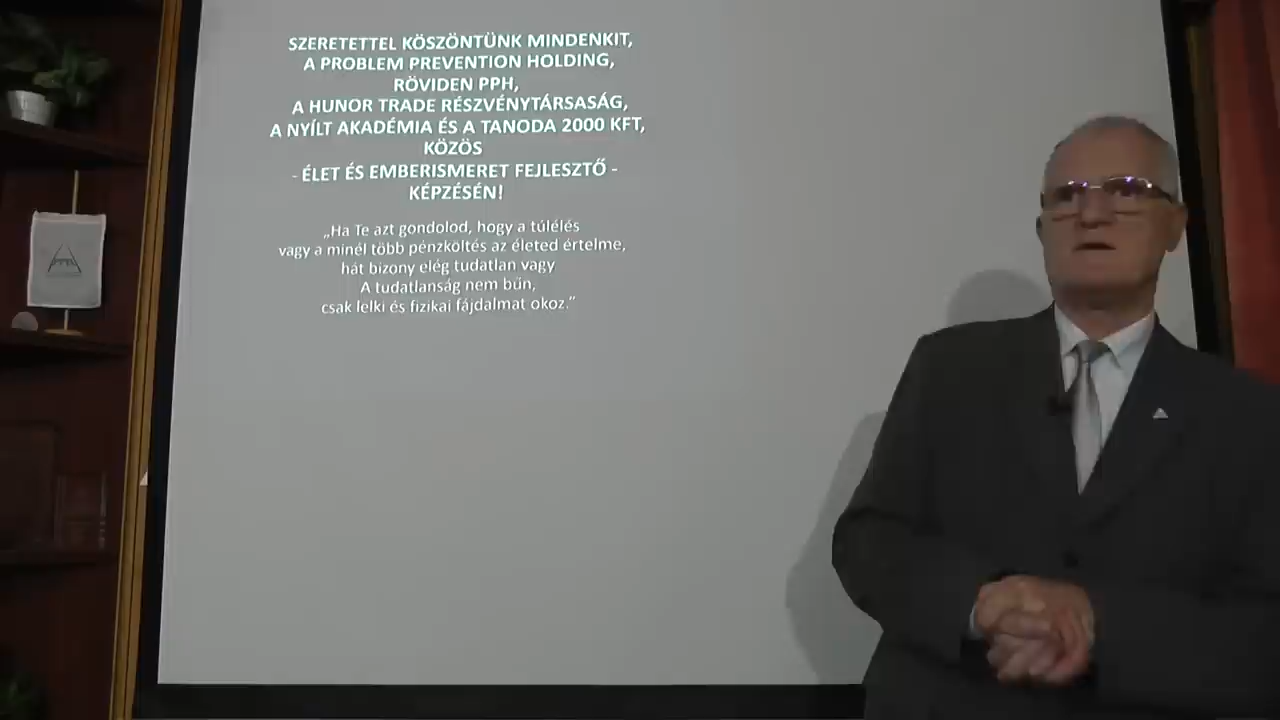 SZERETETTEL KÖSZÖNTÜNK MINDENKIT,
A PROBLEM PREVENTION HOLDING,
RÖVIDEN PPH,
A HUNOR TRADE RÉSZVÉNYTÁRSASÁG,
A NYÍLT AKADÉMIA ÉS A TANODA 2000 KFT,
KÖZÖS
- ÉLET ÉS EMBERISMERET FEJLESZTŐ -
KÉPZÉSÉN!
„Ha Te azt gondolod, hogy a túlélés
vagy a minél több pénzköltés az életed értelme,
hát bizony elég tudatlan vagy
A tudatlanság nem bűn,
csak lelki és fizikai fájdalmat okoz.”